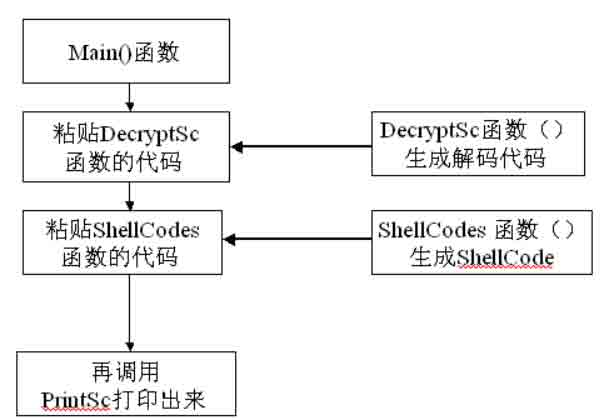 Main()函数
粘贴DecryptSc
函数的代码
DecryptSc函数（）
生成解码代码
粘贴ShellCodes
函数的代码
ShellCodes 函数（）
生成ShellCode
再调用
PrintSc打印出来